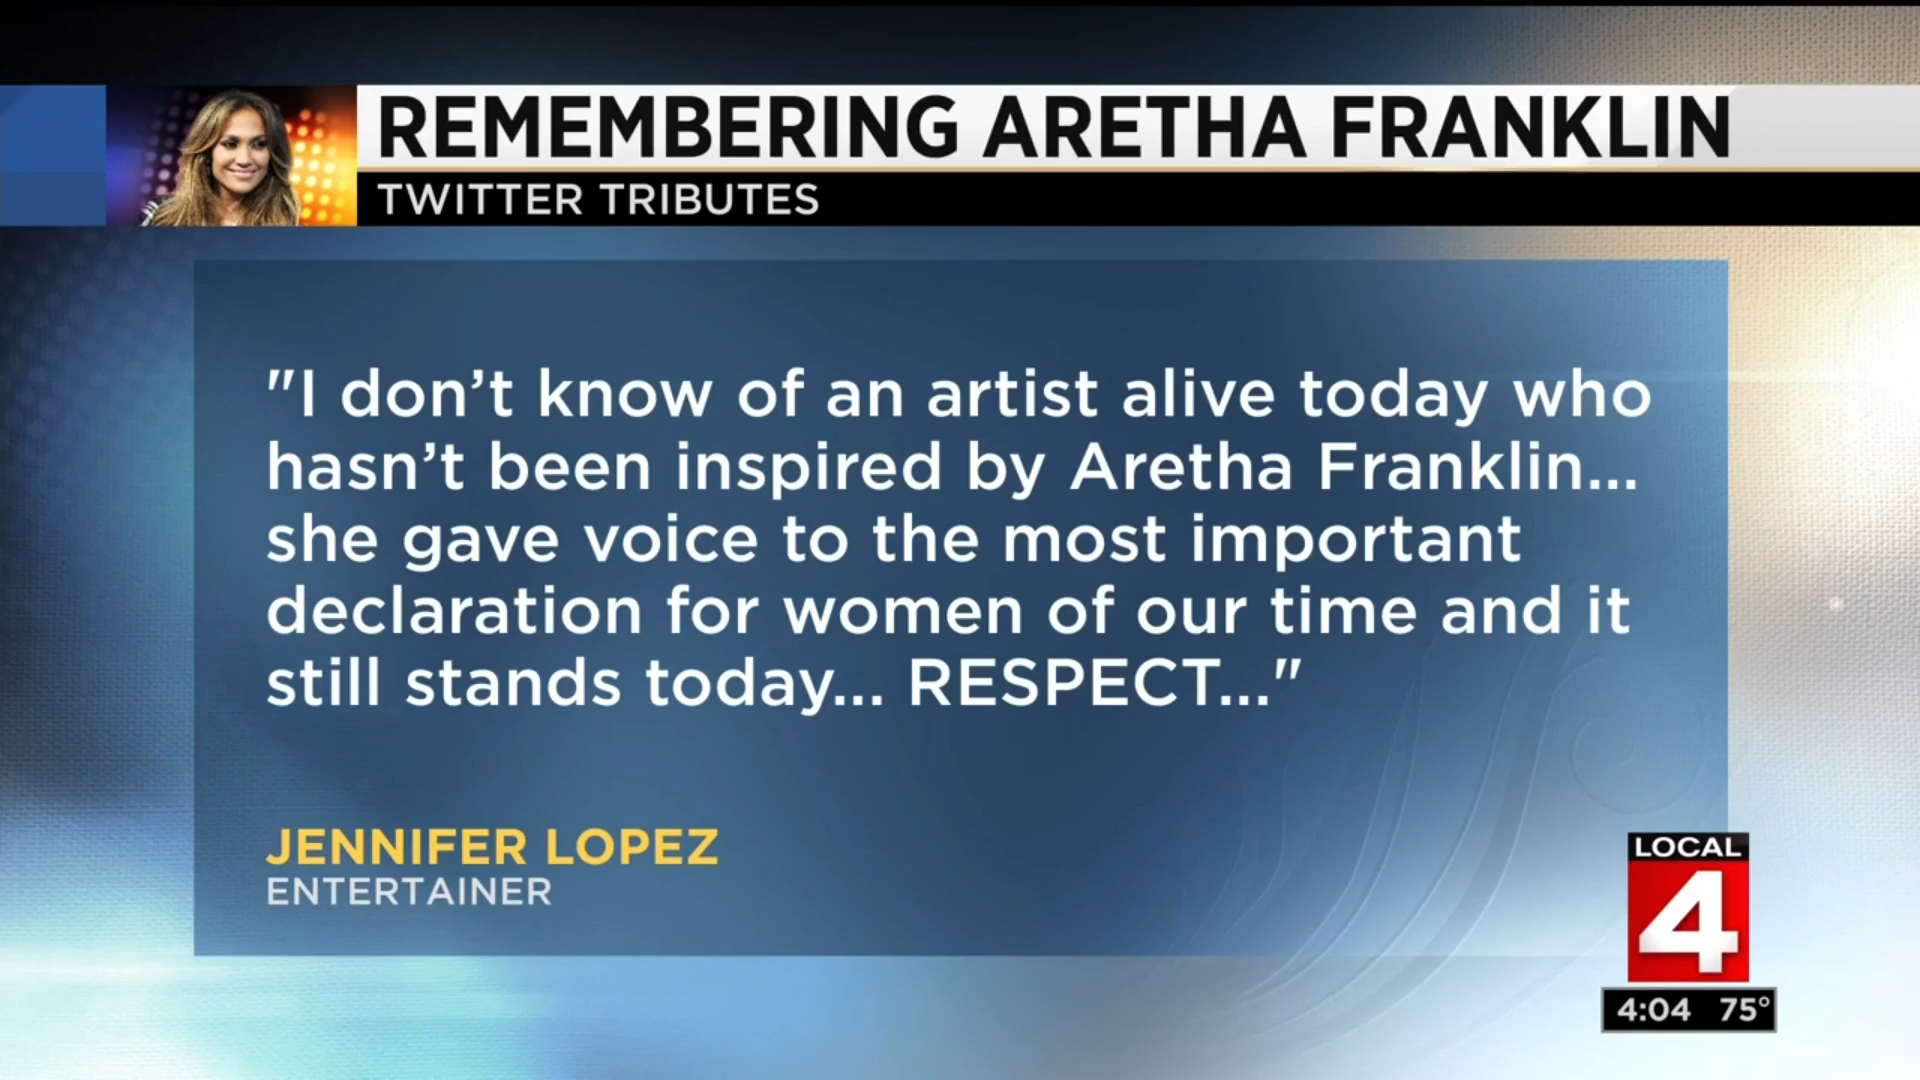 REMEMBERING ARETHA FRANKLIN
TWITTER TRIBUTES
"I don’t know of an artist alive today who
hasn’t been inspired by Aretha Franklin...
she gave voice to the most important
declaration for women of our time and it
still stands today... RESPECT..."
JENNIFER LOPEZ
ENTERTAINER
LOCAL
4
4:04 75°